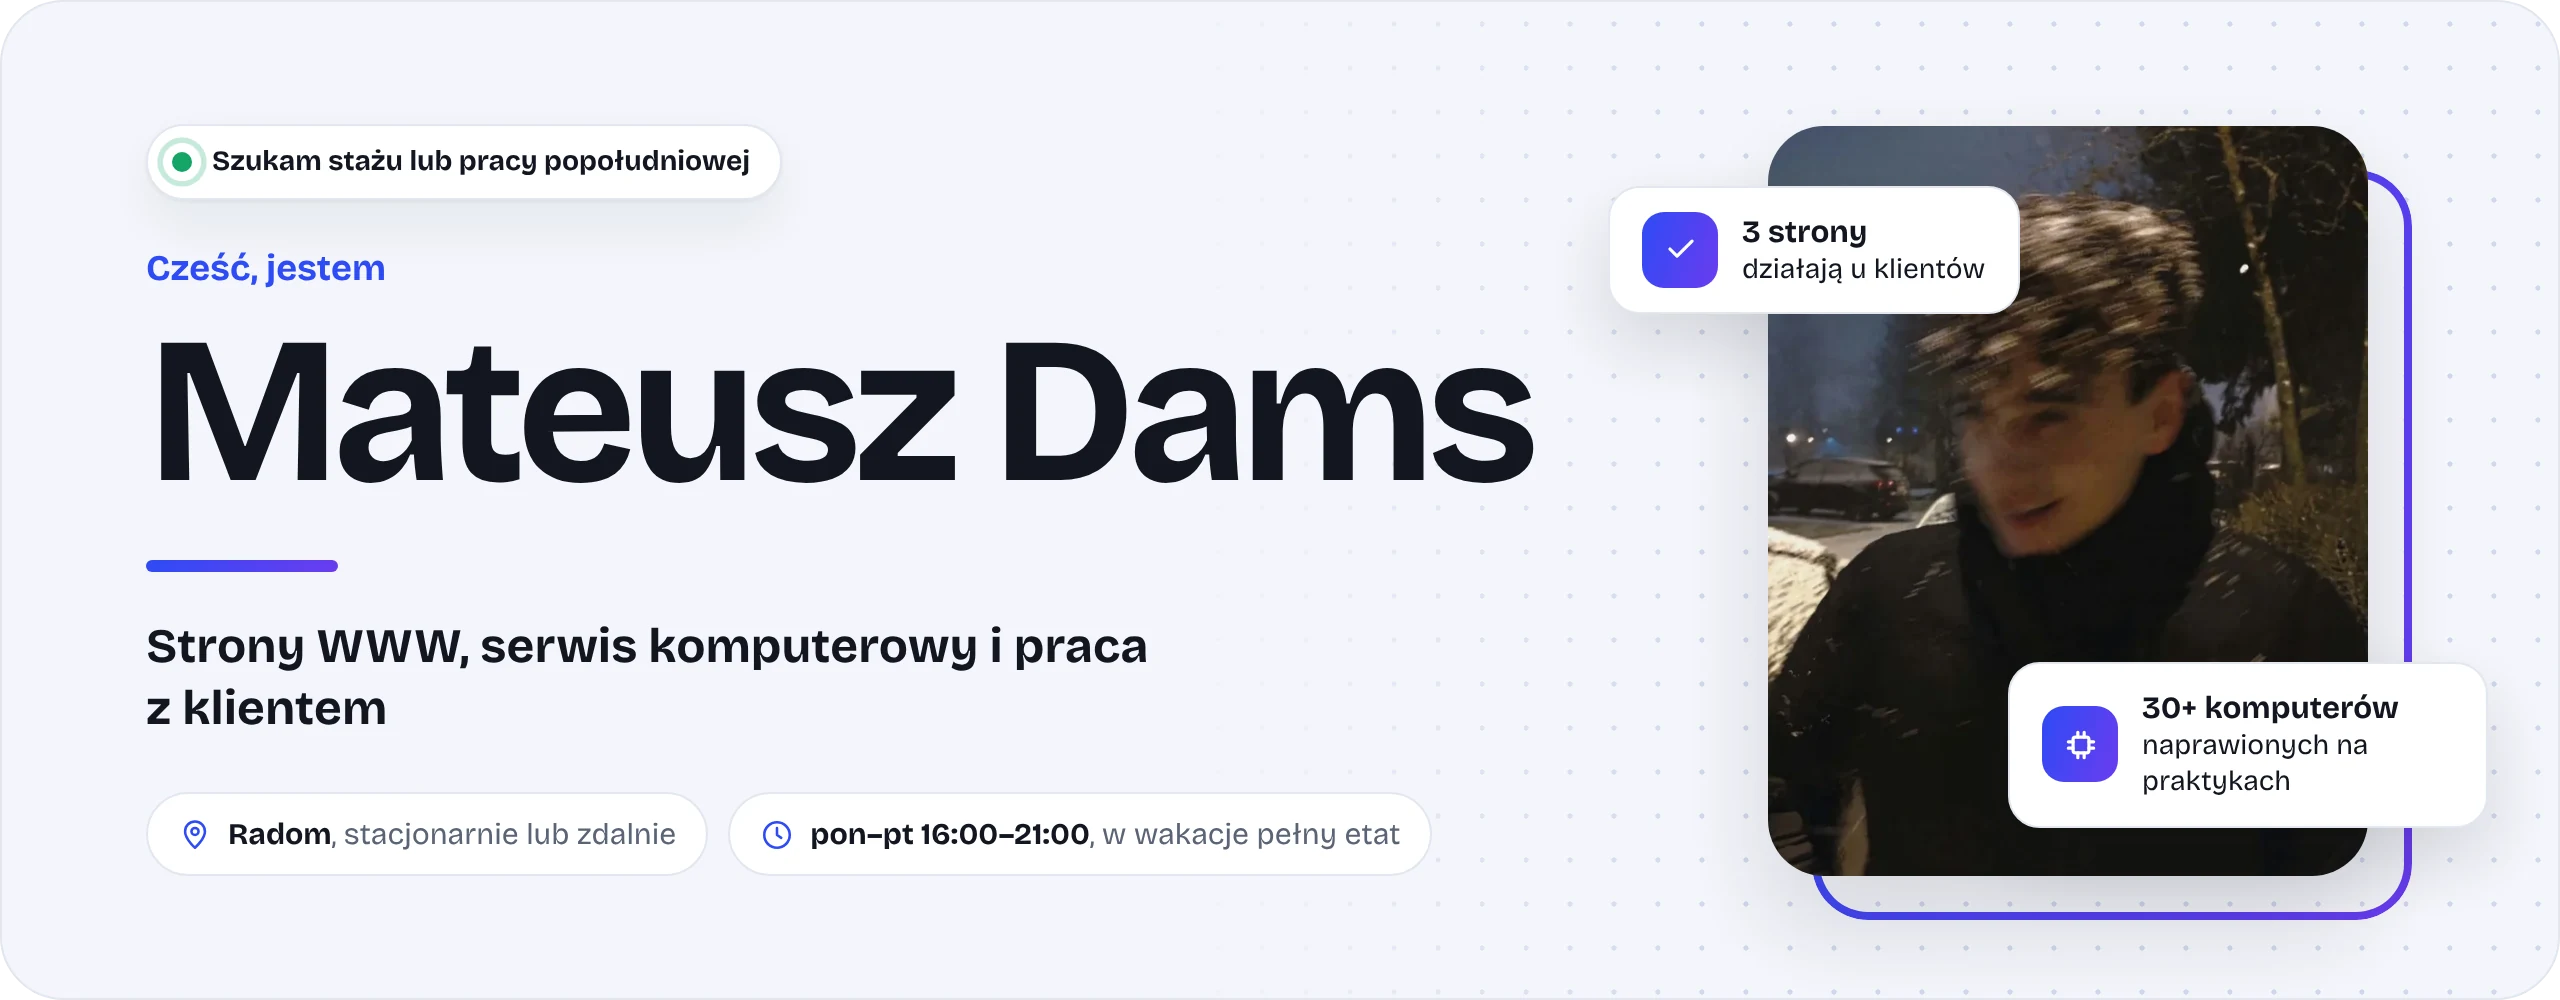 Szukam stażu lub pracy popołudniowej
Cześć, jestem
Mateusz Dams
Strony WWW, serwis komputerowy i praca
z klientem
Radom, stacjonarnie lub zdalnie
pon–pt 16:00–21:00, w wakacje pełny etat
3 strony
działają u klientów
30+ komputerów
naprawionych na
praktykach